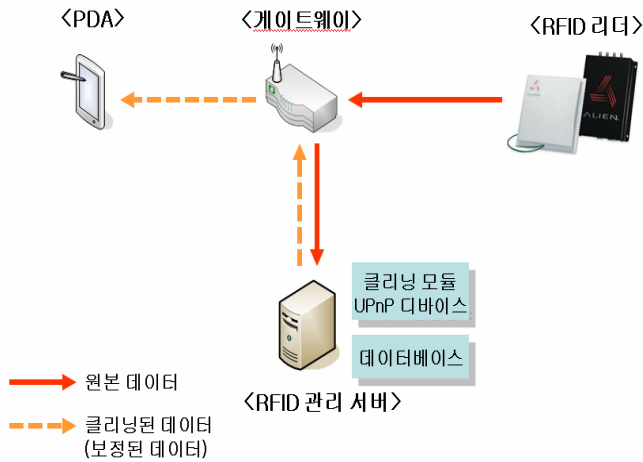 <PDA>
<게이트웨이>
<RFID 리더>
ALIEN
ALIEN.
클리닝 모듈
UPnP 디바이스
데이터베이스
<RFID 관리 서버>
원본 데이터
클리닝된 데이터
(보정된 데이터)